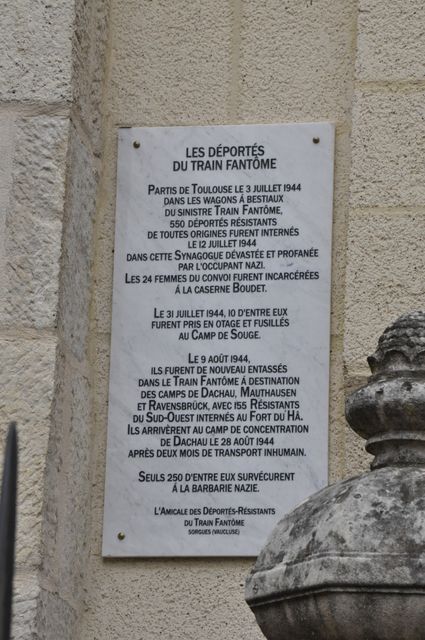 LES DÉPORTÉS
DU TRAIN FANTÔME
PARTIS DE TOULOUSE LE 3 JUILLET 1944
DANS LES WAGONS Á BESTIAUX
DU SINISTRE TRAIN FANTÔME,
550 DÉPORTÉS RÉSISTANTS
DE TOUTES ORIGINES FURENT INTERNÉS
LE 12 JUILLET 1944
DANS CETTE SYNAGOGUE DÉVASTÉE ET PROFANÉE
PAR L'OCCUPANT NAZI.
LES 24 FEMMES DU CONVOI FURENT INCARCÉRÉES
Á LA CASERNE BOUDET.
LE 31 JUILLET 1944, 10 D'ENTRE EUX
FURENT PRIS EN OTAGE ET FUSILLÉS
AU CAMP DE SOUGE.
LE 9 AOÛT 1944,
ILS FURENT DE NOUVEAU ENTASSÉS
DANS LE TRAIN FANTÔME Á DESTINATION
DES CAMPS DE DACHAU, MAUTHAUSEN
ET RAVENSBRÜCK, AVEC 155 RÉSISTANTS
DU SUD-OUEST INTERNÉS AU FORT DU HÂ.
ILS ARRIVÈRENT AU CAMP DE CONCENTRATION
DE DACHAU LE 28 AOÛT 1944
APRÈS DEUX MOIS DE TRANSPORT INHUMAIN.
SEULS 250 D'ENTRE EUX SURVÉCURENT
Á LA BARBARIE NAZIE.
L'AMICALE DES DÉPORTÉS-RÉSISTANTS
DU TRAIN FANTÔME
SORGUES (VAUCLUSE)